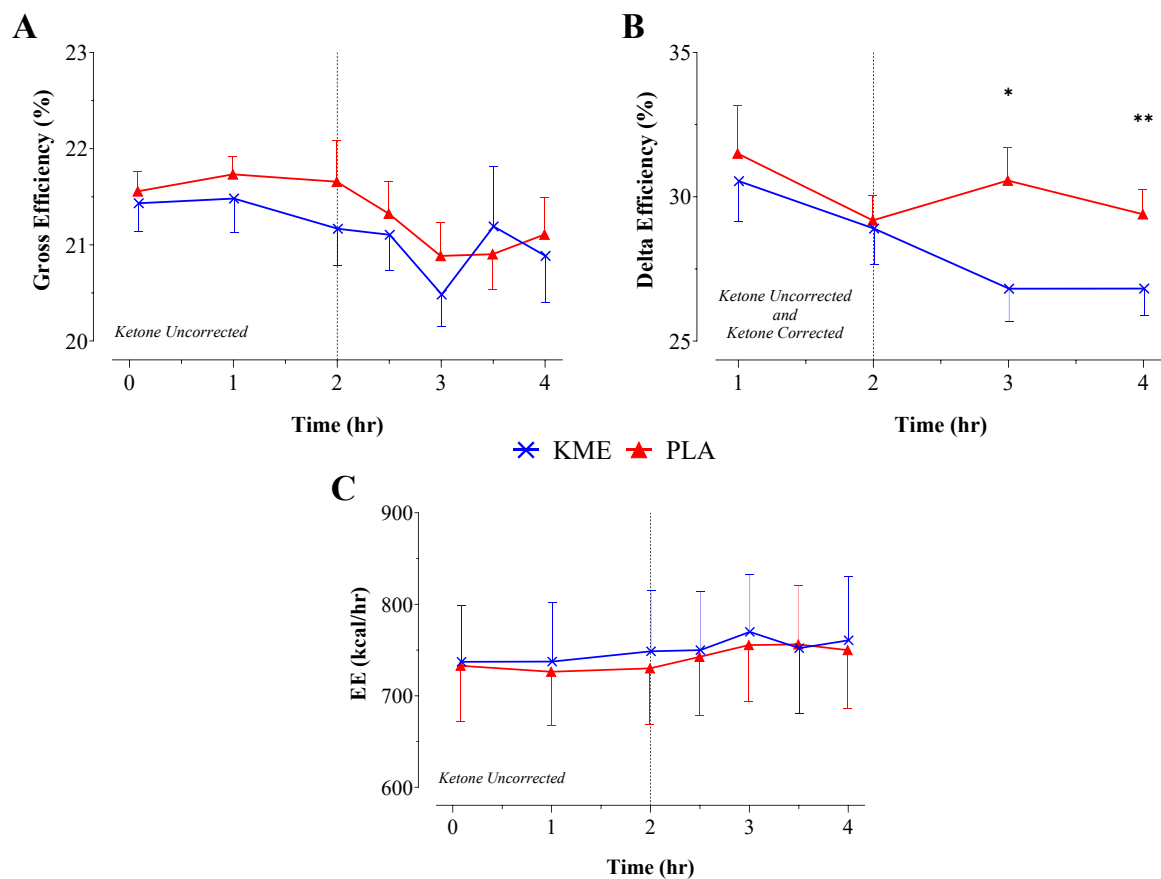 A
Gross Efficiency (%)
23
22
21
20
Ketone Uncorrected
0 1 2 3 4
Time (hr)
B
Delta Efficiency (%)
35
30
25
*
**
Ketone Uncorrected
and
Ketone Corrected
1 2 3 4
Time (hr)
KME PLA
C
EE (kcal/hr)
900
800
700
600
Ketone Uncorrected
0 1 2 3 4
Time (hr)